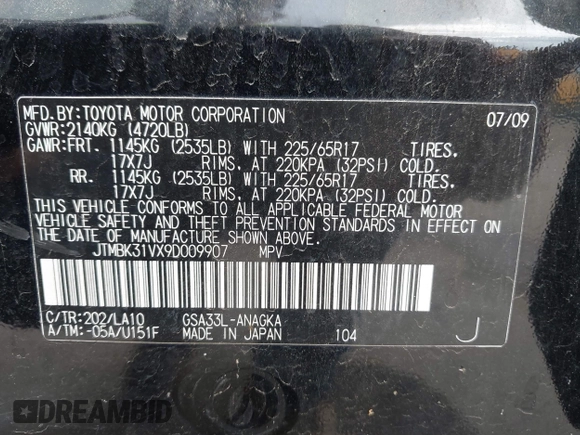 MFD.BY:TOYOTA MOTOR CORPORATION 07/09
GVWR:2140KG (4720LB)
GAWR:FRT. 1145KG (2535LB) WITH 225/65R17 TIRES,
17X7J RIMS, AT 220KPA (32PSI) COLD.
RR. 1145KG (2535LB) WITH 225/65R17 TIRES,
17X7J RIMS, AT 220KPA (32PSI) COLD.
THIS VEHICLE CONFORMS TO ALL APPLICABLE FEDERAL MOTOR
VEHICLE SAFETY AND THEFT PREVENTION STANDARDS IN EFFECT ON
THE DATE OF MANUFACTURE SHOWN ABOVE.
JTMBK31VX9D009907 MPV
C/TR:202/LA10 GSA33L-ANAGKA
A/TM:-05A/U151F MADE IN JAPAN 104 J
DREAMBID